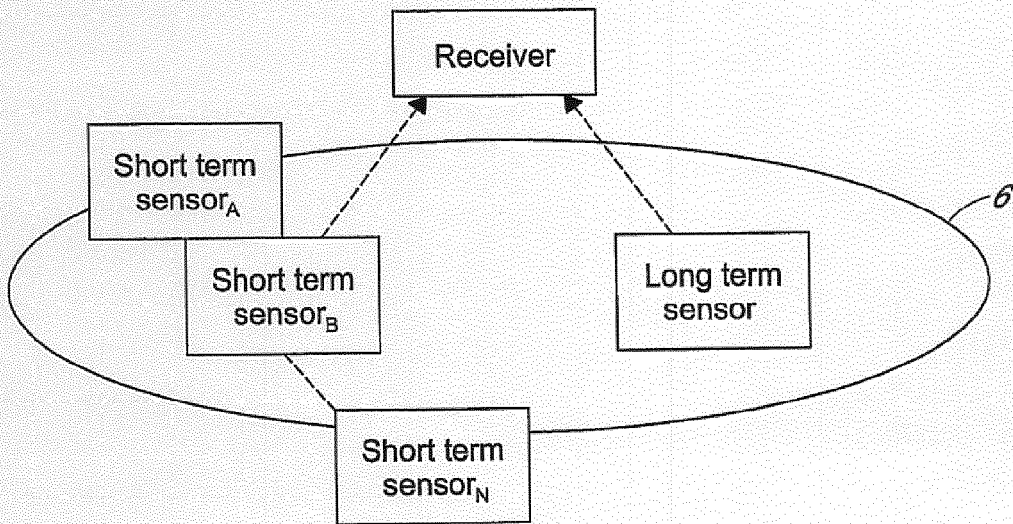 Receiver
Short term
sensorA
6
Short term
sensorB
Long term
sensor
Short term
sensorN